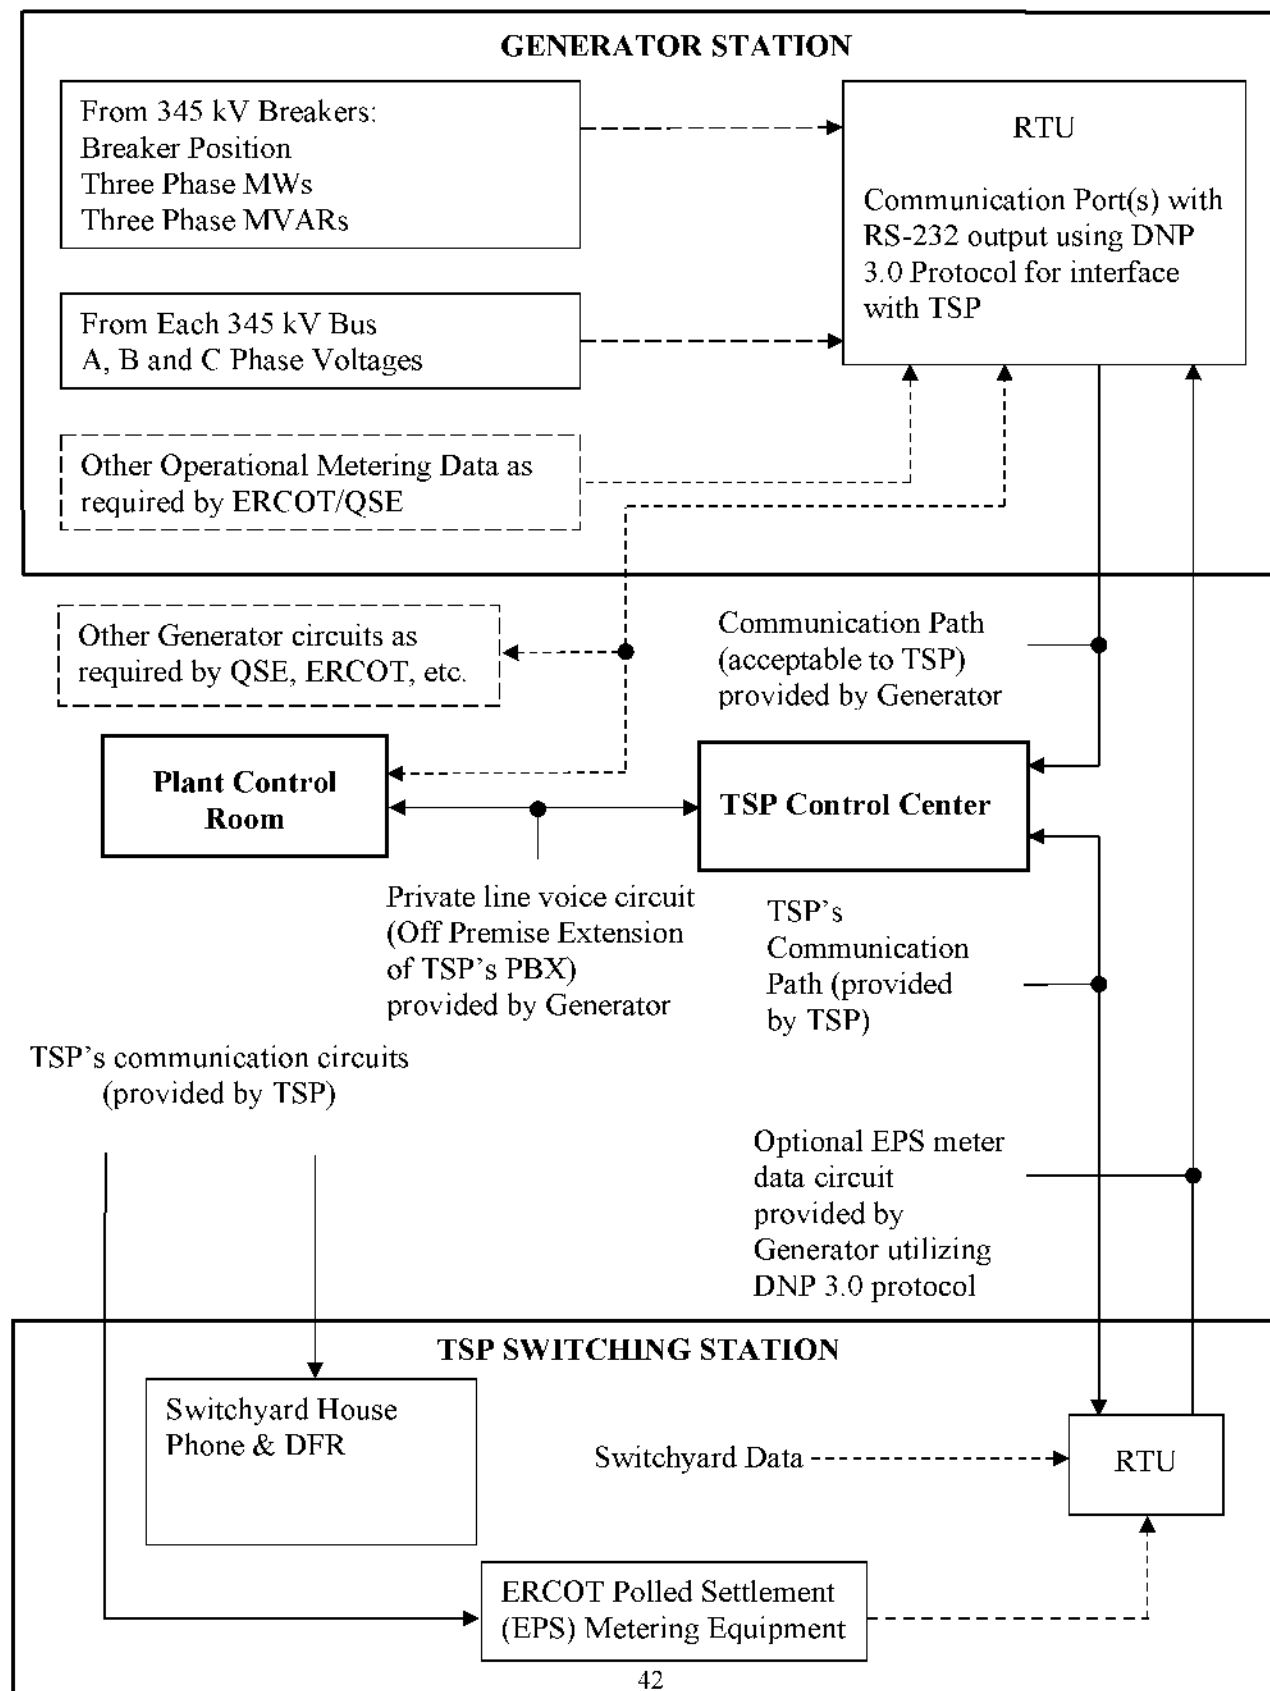 GENERATOR STATION
From 345 kV Breakers:
Breaker Position
Three Phase MWs
Three Phase MVARs
RTU
Communication Port(s) with
RS-232 output using DNP
3.0 Protocol for interface
with TSP
From Each 345 kV Bus
A, B and C Phase Voltages
Other Operational Metering Data as
required by ERCOT/QSE
Other Generator circuits as
required by QSE, ERCOT, etc.
Communication Path
(acceptable to TSP)
provided by Generator
Plant Control
Room
TSP Control Center
Private line voice circuit
(Off Premise Extension
of TSP's PBX)
provided by Generator
TSP's
Communication
Path (provided
by TSP)
TSP's communication circuits
(provided by TSP)
Optional EPS meter
data circuit
provided by
Generator utilizing
DNP 3.0 protocol
TSP SWITCHING STATION
Switchyard House
Phone & DFR
Switchyard Data
RTU
ERCOT Polled Settlement
(EPS) Metering Equipment
42